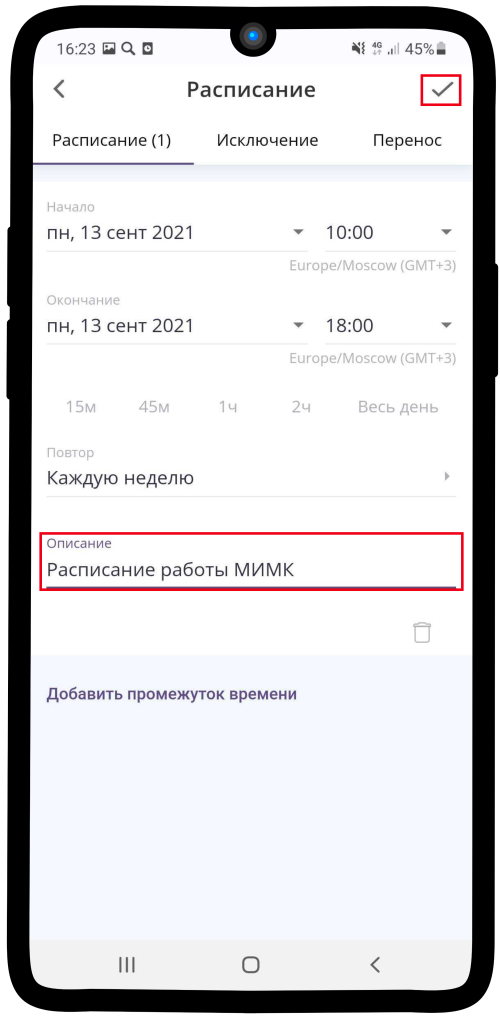 16:23 4G 45%
Расписание
Расписание (1) Исключение Перенос
Начало
пн, 13 сент 2021 10:00
Europe/Moscow (GMT+3)
Окончание
пн, 13 сент 2021 18:00
Europe/Moscow (GMT+3)
15м 45м 1ч 2ч Весь день
Повтор
Каждую неделю
Описание
Расписание работы МИМК
Добавить промежуток времени